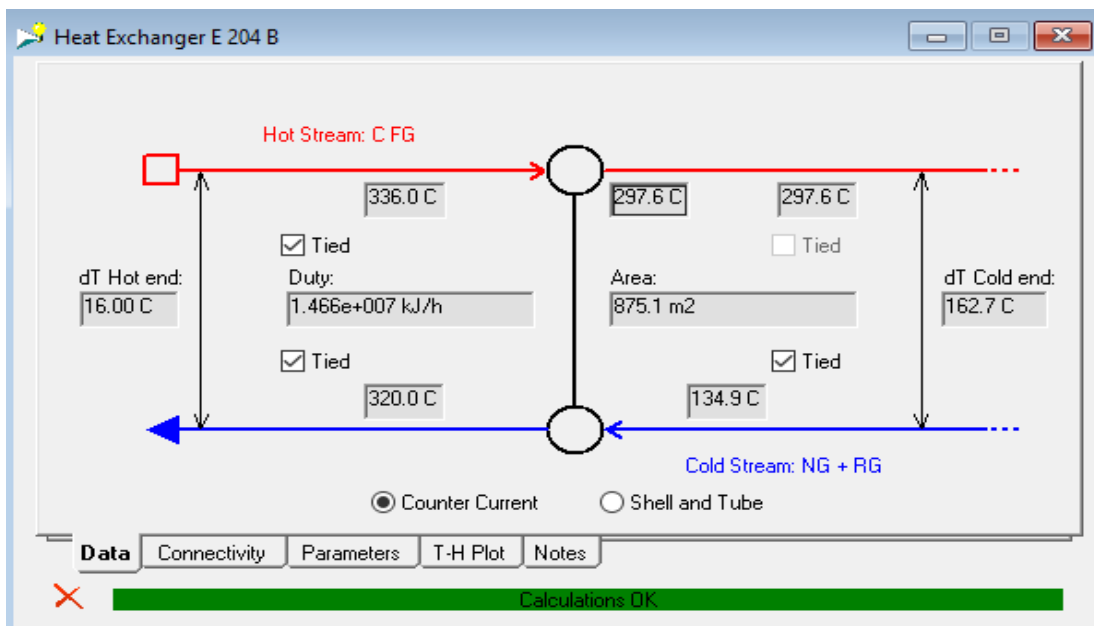 Heat Exchanger E 204 B
Hot Stream: C FG
336.0 C
297.6 C
297.6 C
Tied
Tied
dT Hot end:
16.00 C
Duty:
1.466e+007 kJ/h
Area:
875.1 m2
dT Cold end:
162.7 C
Tied
Tied
320.0 C
134.9 C
Cold Stream: NG + RG
Counter Current
Shell and Tube
Data
Connectivity
Parameters
T-H Plot
Notes
Calculations OK